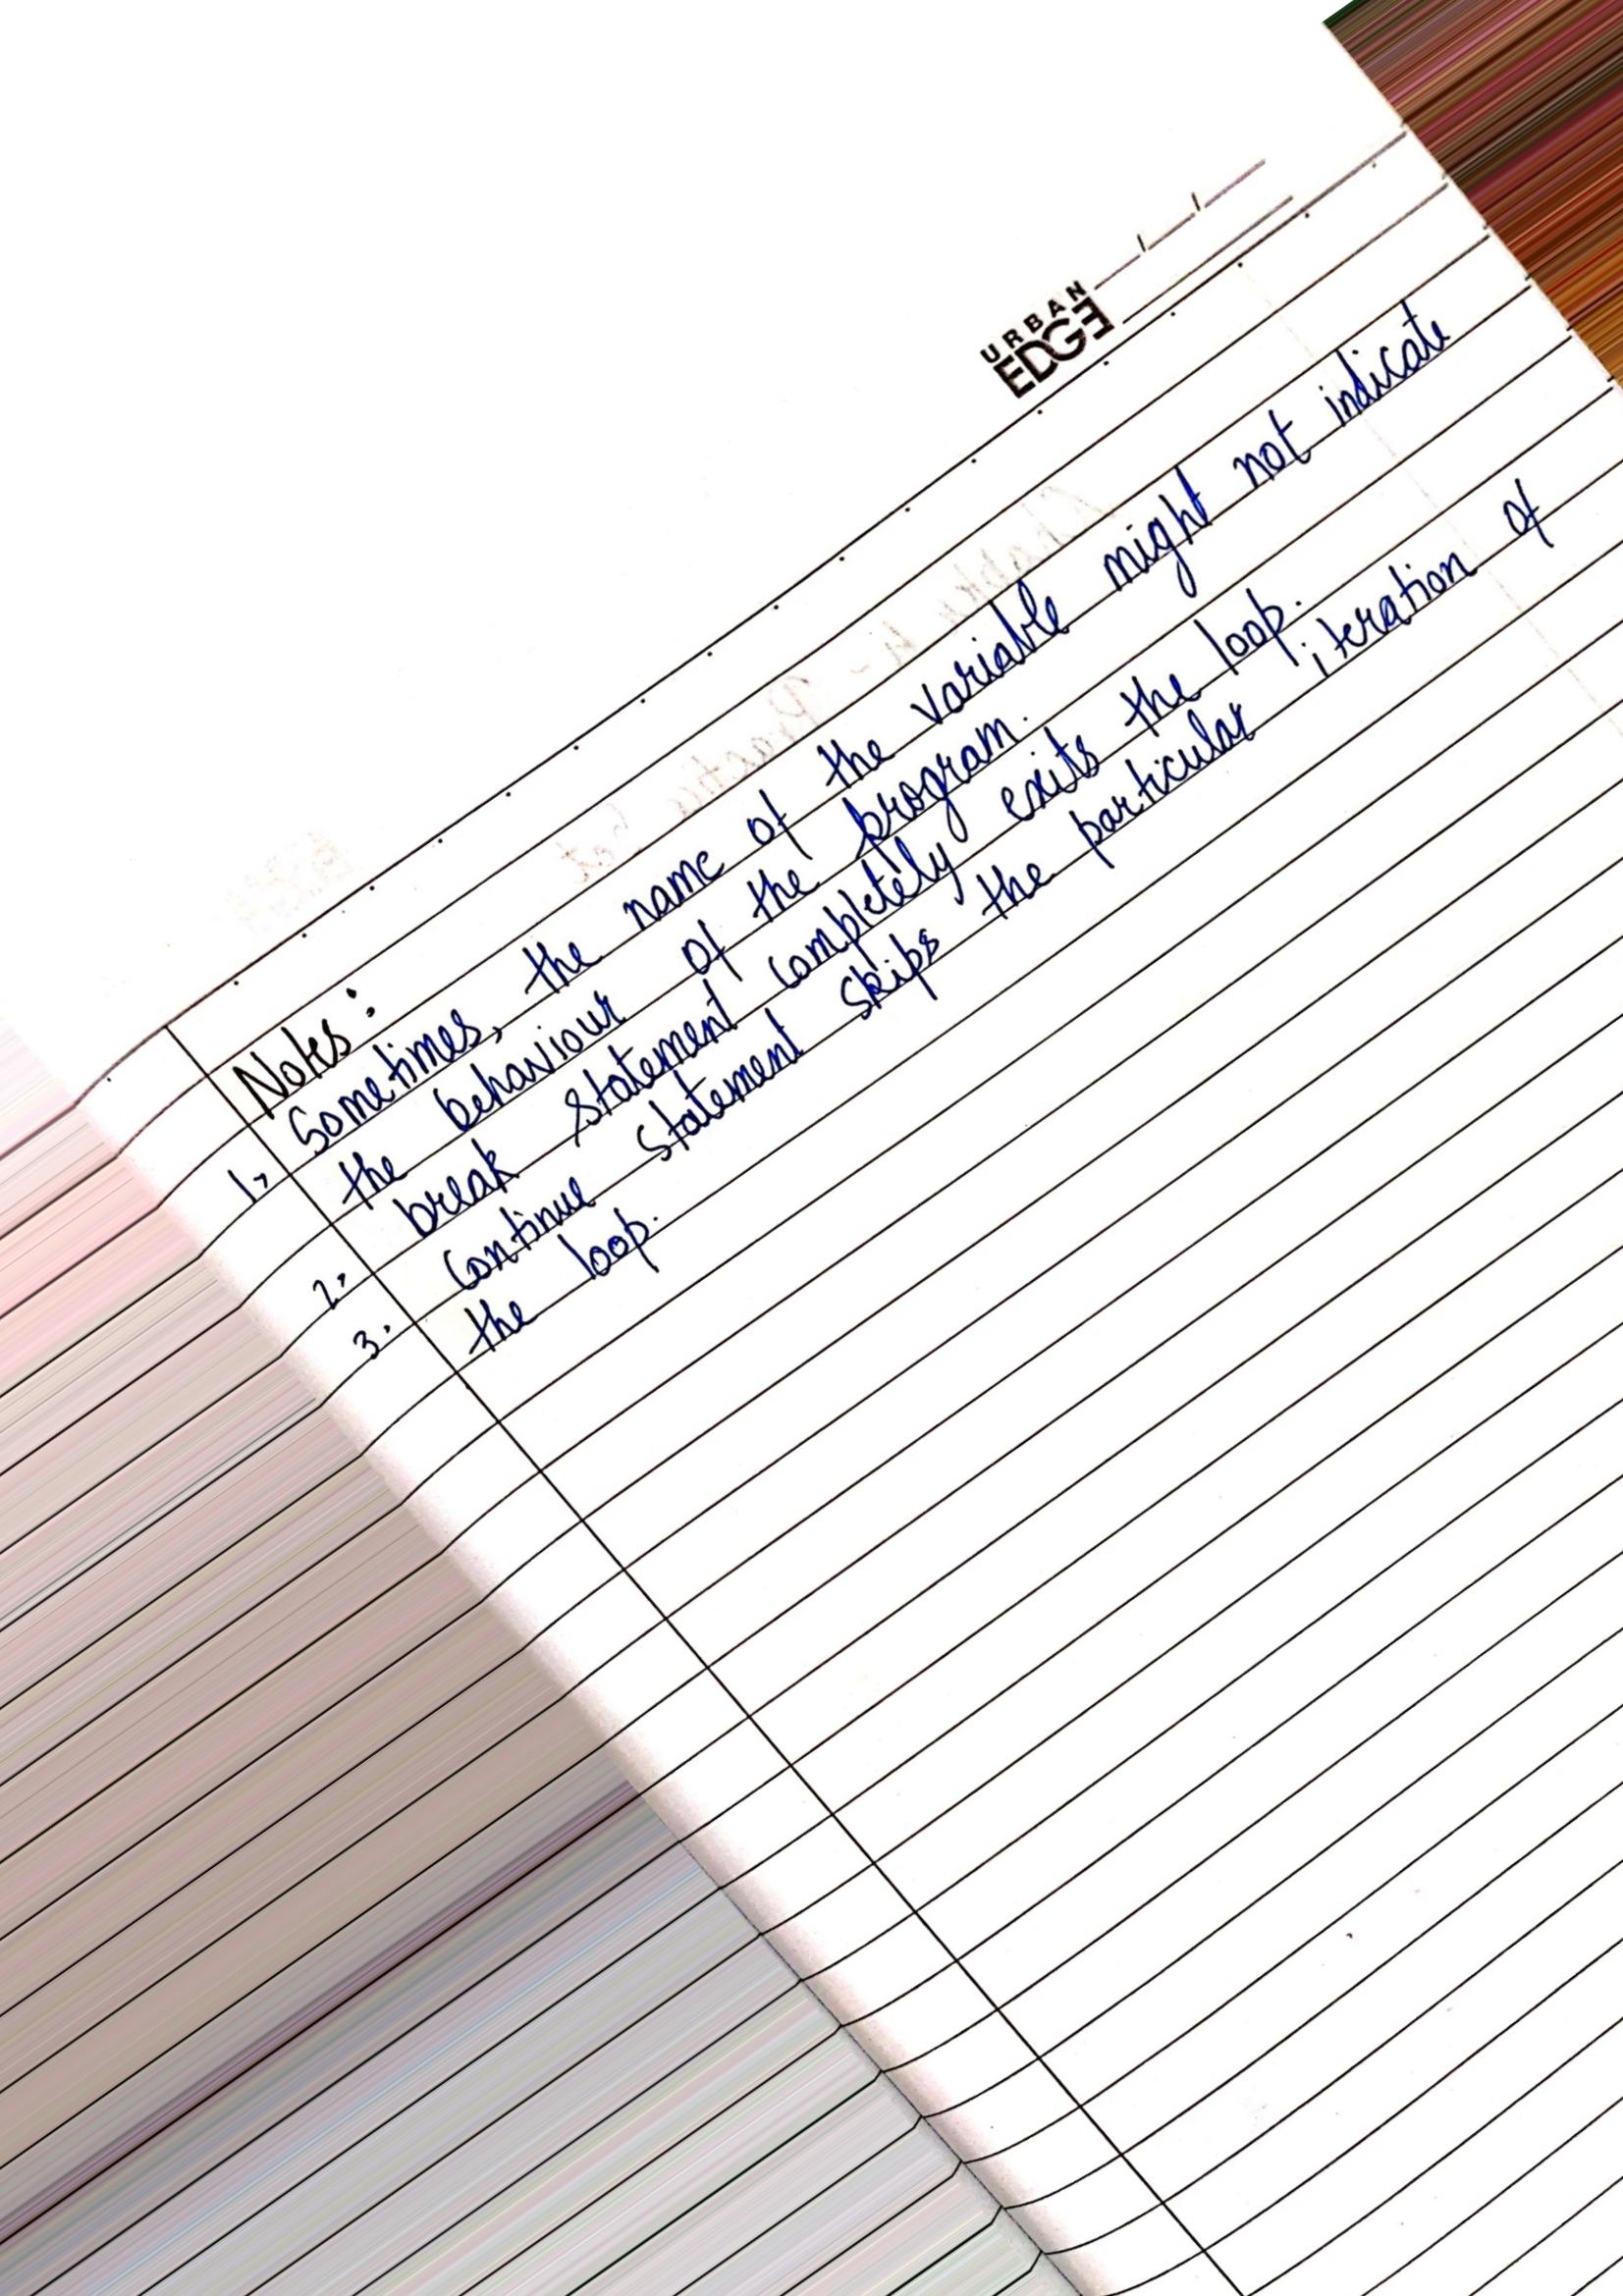 URBAN
EDGE
Notes:
1. Sometimes, the name of the variable might not indicate
the behaviour of the program.
2. break statement completely exits the loop.
3. Continue statement skips the particular iteration of
the loop.